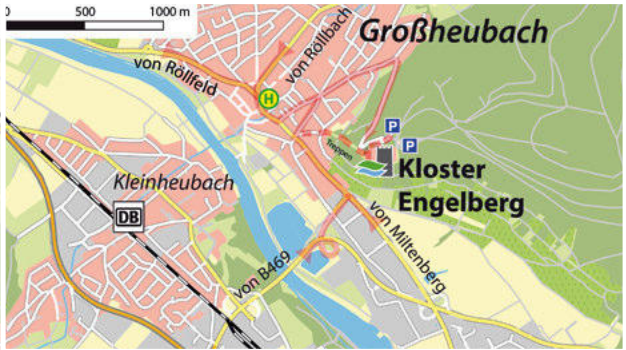 0 500 1000 m
Großheubach
von Röllbach
von Röllfeld
H
P
P
Treppen
Kloster
Engelberg
Kleinheubach
DB
von Miltenberg
von B469